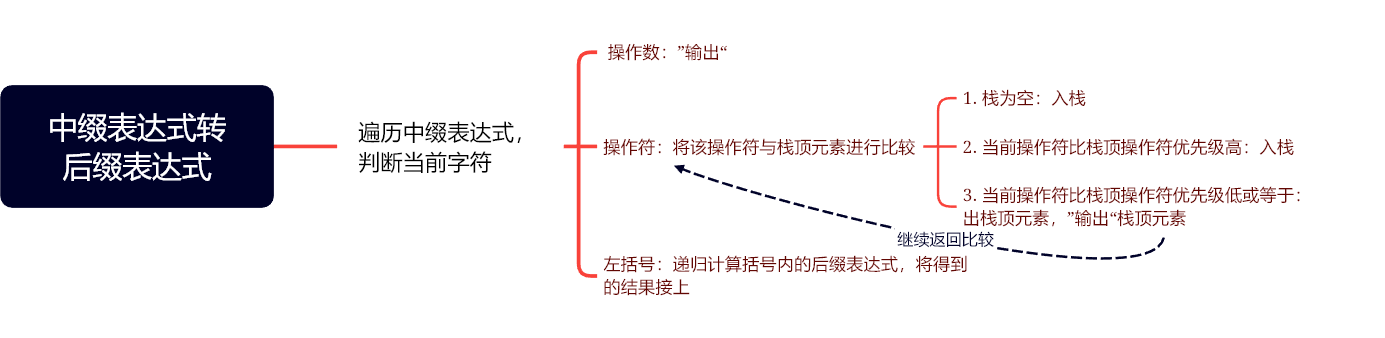 中缀表达式转
后缀表达式
遍历中缀表达式，
判断当前字符
操作数：”输出“
操作符：将该操作符与栈顶元素进行比较
1. 栈为空：入栈
2. 当前操作符比栈顶操作符优先级高：入栈
3. 当前操作符比栈顶操作符优先级低或等于：
出栈顶元素，”输出“栈顶元素
继续返回比较
左括号：递归计算括号内的后缀表达式，将得到
的结果接上